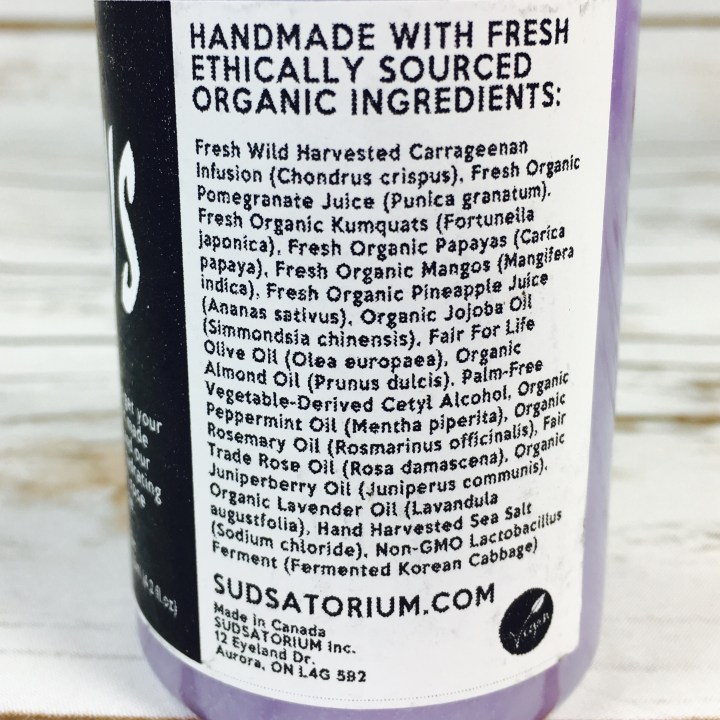 HANDMADE WITH FRESH
ETHICALLY SOURCED
ORGANIC INGREDIENTS:
Fresh Wild Harvested Carrageenan
Infusion (Chondrus crispus), Fresh Organic
Pomegranate Juice (Punica granatum),
Fresh Organic Kumquats (Fortunella
japonica), Fresh Organic Papayas (Carica
papaya), Fresh Organic Mangos (Mangifera
indica), Fresh Organic Pineapple Juice
(Ananas sativus), Organic Jojoba Oil
(Simmondsia chinensis), Fair For Life
Olive Oil (Olea europaea), Organic
Almond Oil (Prunus dulcis), Palm-Free
Vegetable-Derived Cetyl Alcohol, Organic
Peppermint Oil (Mentha piperita), Organic
Rosemary Oil (Rosmarinus officinalis), Fair
Trade Rose Oil (Rosa damascena), Organic
Juniperberry Oil (Juniperus communis),
Organic Lavender Oil (Lavandula
augustfolia), Hand Harvested Sea Salt
(Sodium chloride), Non-GMO Lactobacillus
Ferment (Fermented Korean Cabbage)
SUDSATORIUM.COM
Made in Canada
SUDSATORIUM Inc.
12 Eyeland Dr.
Aurora, ON L4G 5B2
Vegan
your
our
fl.oz)